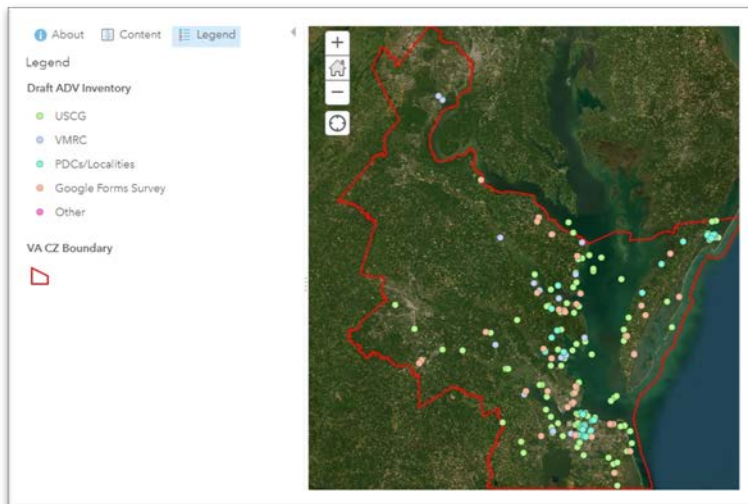 About Content Legend
Legend
Draft ADV Inventory
USCG
VMRC
PDCs/Localities
Google Forms Survey
Other
VA CZ Boundary